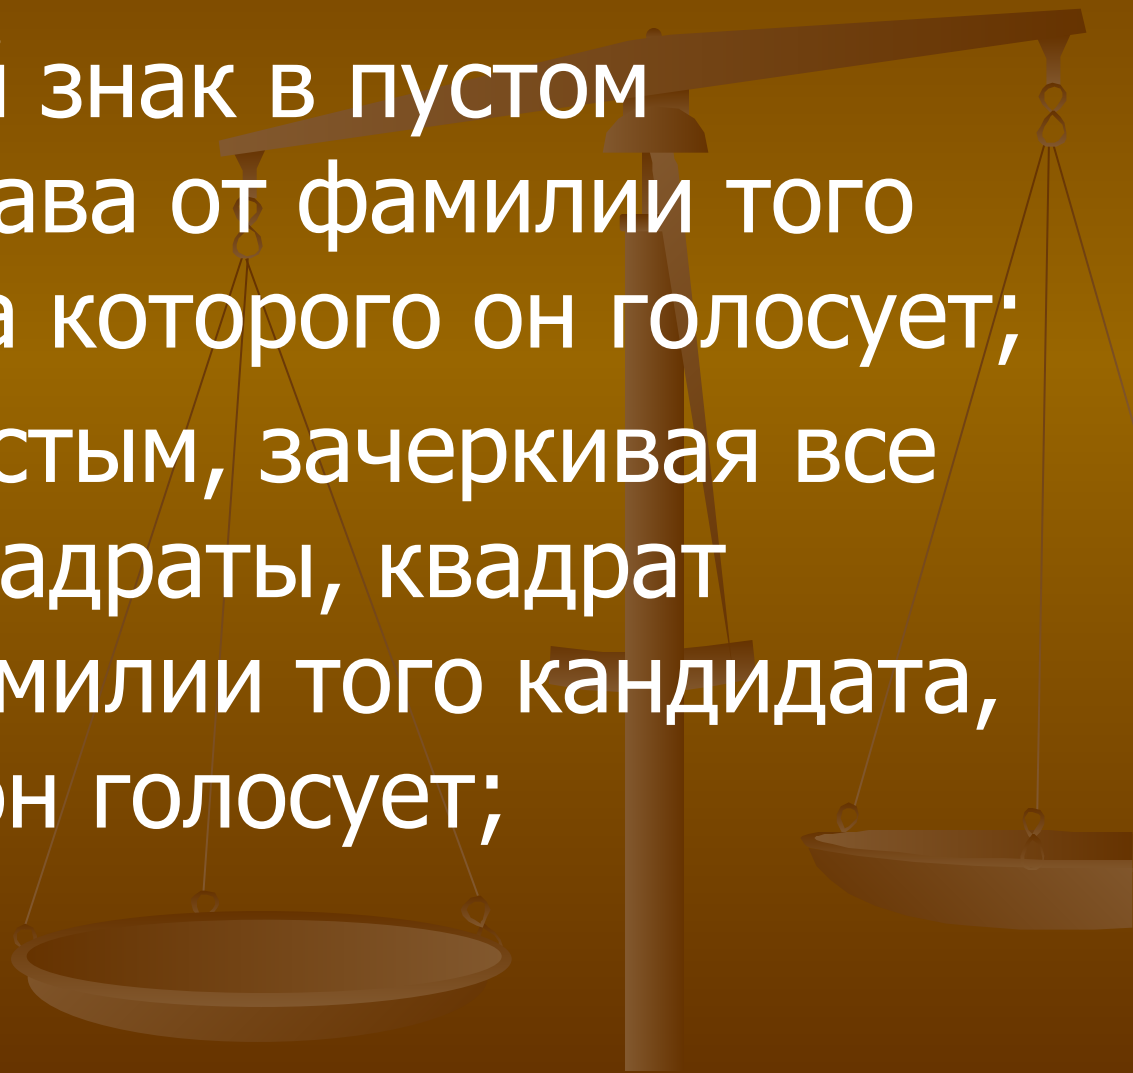 й знак в пустом
ава от фамилии того
а которого он голосует;
стым, зачеркивая все
адраты, квадрат
милии того кандидата,
он голосует;